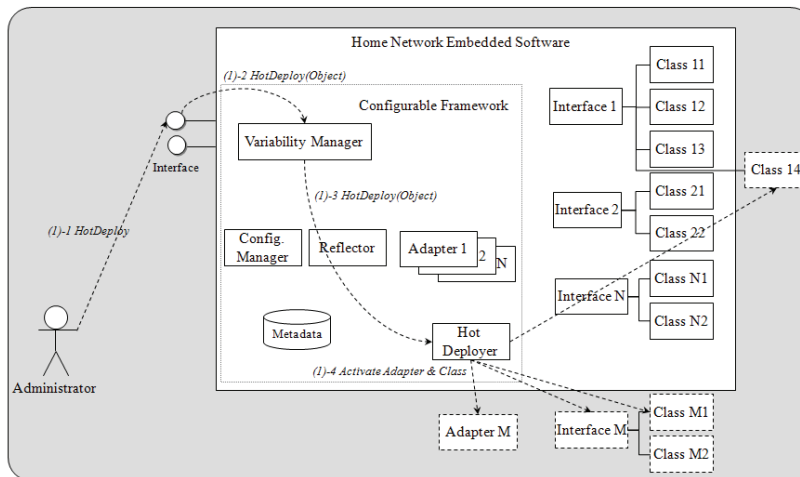 Home Network Embedded Software
(1)-2 HotDeploy(Object)
Configurable Framework
Variability Manager
Interface
(1)-3 HotDeploy(Object)
(1)-1 HotDeploy
Config.
Manager
Reflector
Adapter 1
2
N
Metadata
Hot
Deployer
(1)-4 Activate Adapter & Class
Administrator
Interface 1
Class 11
Class 12
Class 13
Class 14
Interface 2
Class 21
Class 22
Interface N
Class N1
Class N2
Adapter M
Interface M
Class M1
Class M2